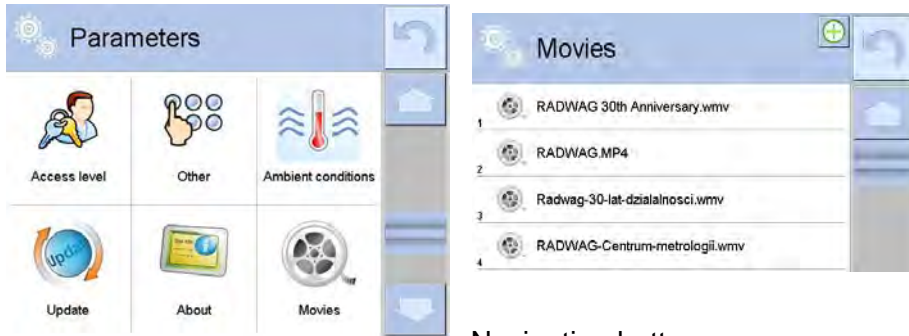 Parameters
Access level
Other
Ambient conditions
Update
Update
About
Movies
Movies
1 RADWAG 30th Anniversary.wmv
2 RADWAG.MP4
3 Radwag-30-lat-dzialalnosci.wmv
4 RADWAG-Centrum-metrologii.wmv